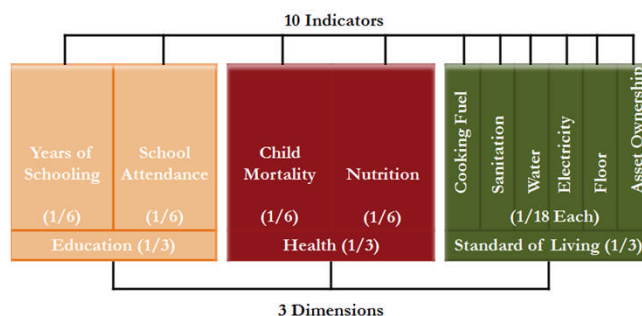 10 Indicators
Years of
Schooling
(1/6)
School
Attendance
(1/6)
Education (1/3)
Child
Mortality
(1/6)
Nutrition
(1/6)
Health (1/3)
Cooking Fuel
Sanitation
Water
Electricity
Floor
Asset Ownership
(1/18 Each)
Standard of Living (1/3)
3 Dimensions